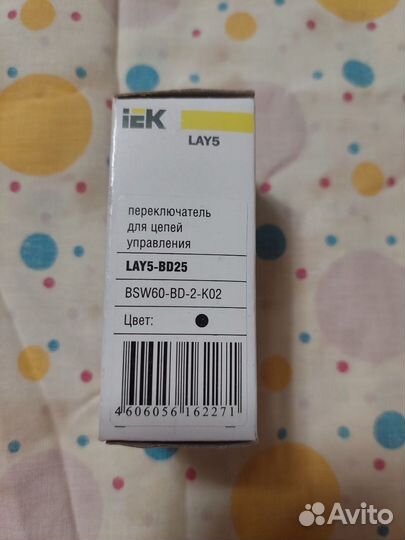 iEK
LAY5
переключатель
для цепей
управления
LAY5-BD25
BSW60-BD-2-K02
Цвет:
4 606056 162271
Avito